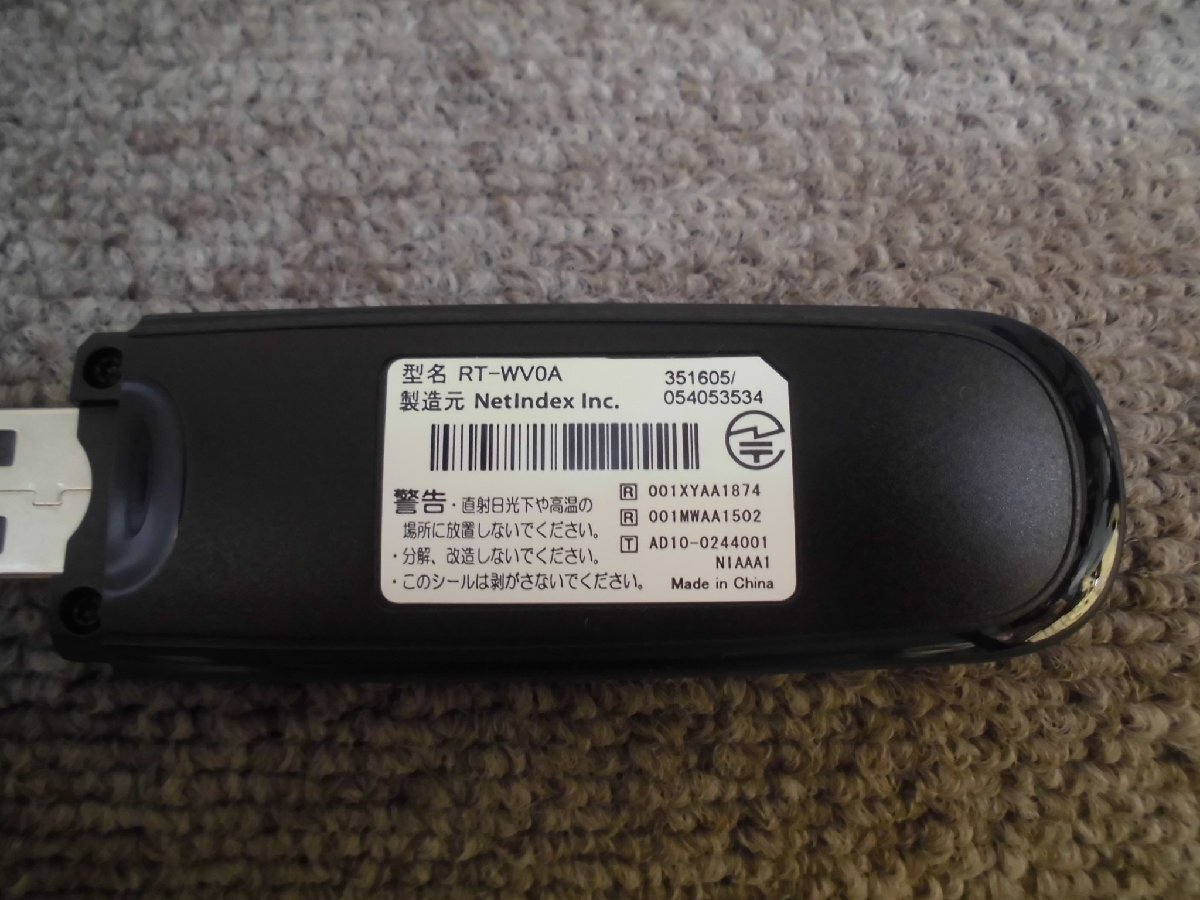 型名 RT-WV0A
製造元 NetIndex Inc.
351605/
054053534
警告・直射日光下や高温の
場所に放置しないでください。
・分解、改造しないでください。
・このシールは剥がさないでください。
R 001XYAA1874
R 001MWAA1502
T AD10-0244001
NIAAA1
Made in China